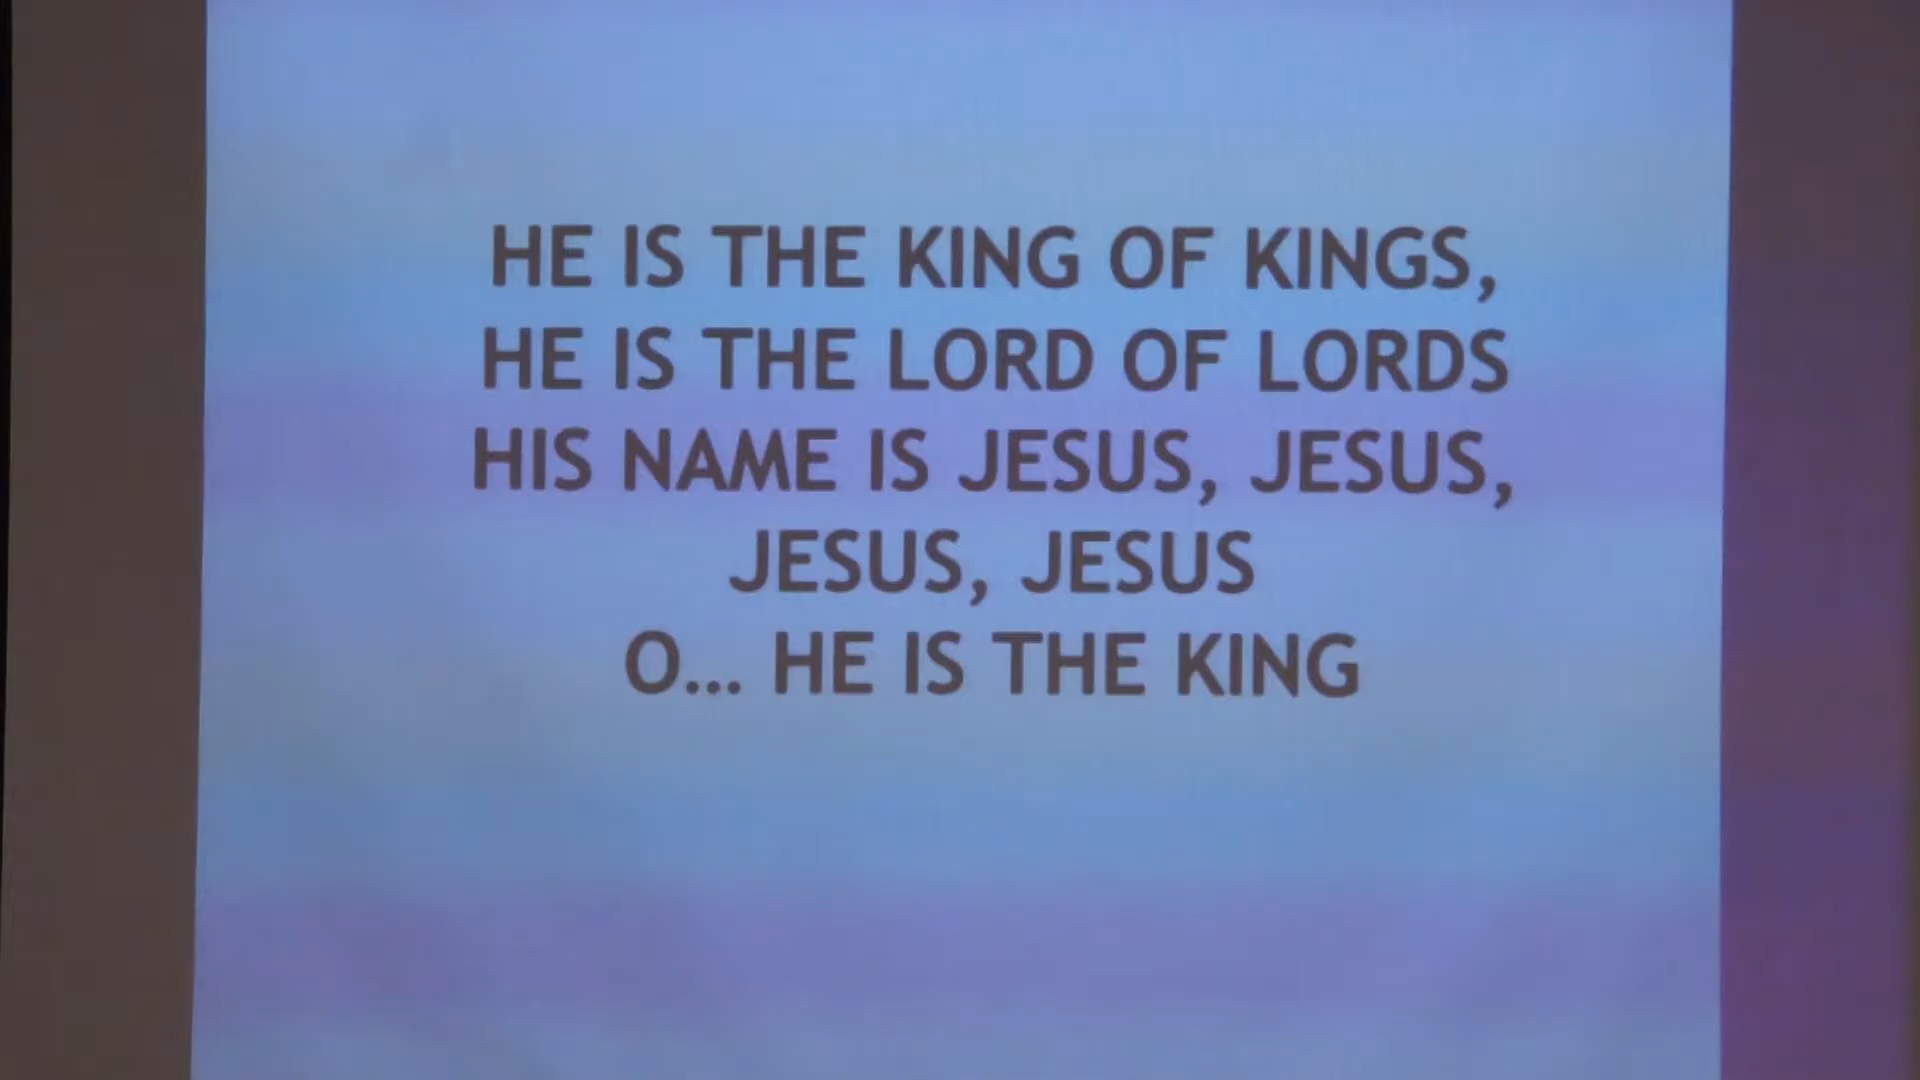 HE IS THE KING OF KINGS,
HE IS THE LORD OF LORDS
HIS NAME IS JESUS, JESUS,
JESUS, JESUS
O... HE IS THE KING